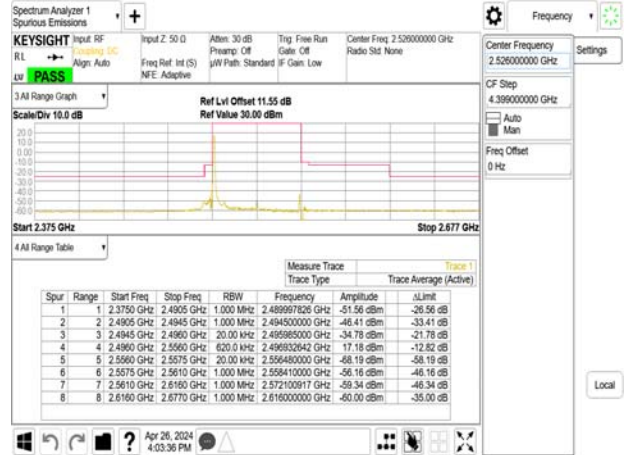 Spectrum Analyzer 1
Spurious Emissions
+
Frequency
KEYSIGHT
RL
PASS
Input: RF
Coupling: DC
Align: Auto
Input Z: 50 Ω
Freq Ref: Int (S)
NFE: Adaptive
Atten: 30 dB
Preamp: Off
µW Path: Standard
Trig: Free Run
Gate: Off
IF Gain: Low
Center Freq: 2.526000000 GHz
Radio Std: None
Center Frequency
2.526000000 GHz
Settings
CF Step
4.399000000 GHz
Auto
Man
Freq Offset
0 Hz
Local
3 All Range Graph
Scale/Div 10.0 dB
Ref Lvl Offset 11.55 dB
Ref Value 30.00 dBm
20.0
10.0
0.00
-10.0
-20.0
-30.0
-40.0
-50.0
-60.0
Start 2.375 GHz
Stop 2.677 GHz
4 All Range Table
Measure Trace Trace 1
Trace Type Trace Average (Active)
Spur Range Start Freq Stop Freq RBW Frequency Amplitude ΔLimit
1 1 2.3750 GHz 2.4905 GHz 1.000 MHz 2.489997826 GHz -51.56 dBm -26.56 dB
2 2 2.4905 GHz 2.4945 GHz 1.000 MHz 2.494500000 GHz -46.41 dBm -33.41 dB
3 3 2.4945 GHz 2.4960 GHz 20.00 kHz 2.495985000 GHz -34.78 dBm -21.78 dB
4 4 2.4960 GHz 2.5560 GHz 620.0 kHz 2.496932642 GHz 17.18 dBm -12.82 dB
5 5 2.5560 GHz 2.5575 GHz 20.00 kHz 2.556480000 GHz -68.19 dBm -58.19 dB
6 6 2.5575 GHz 2.5610 GHz 1.000 MHz 2.558410000 GHz -56.16 dBm -46.16 dB
7 7 2.5610 GHz 2.6160 GHz 1.000 MHz 2.572100917 GHz -59.34 dBm -46.34 dB
8 8 2.6160 GHz 2.6770 GHz 1.000 MHz 2.616000000 GHz -60.00 dBm -35.00 dB
?
Apr 26, 2024
4:03:36 PM